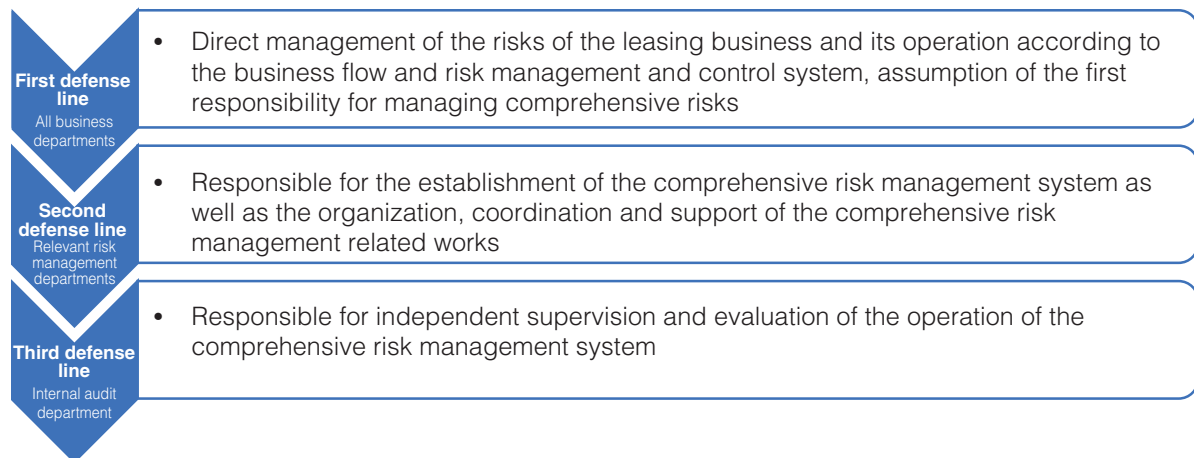 First defense
line
All business
departments
• Direct management of the risks of the leasing business and its operation according to
the business flow and risk management and control system, assumption of the first
responsibility for managing comprehensive risks
Second
defense line
Relevant risk
management
departments
• Responsible for the establishment of the comprehensive risk management system as
well as the organization, coordination and support of the comprehensive risk
management related works
Third defense
line
Internal audit
department
• Responsible for independent supervision and evaluation of the operation of the
comprehensive risk management system